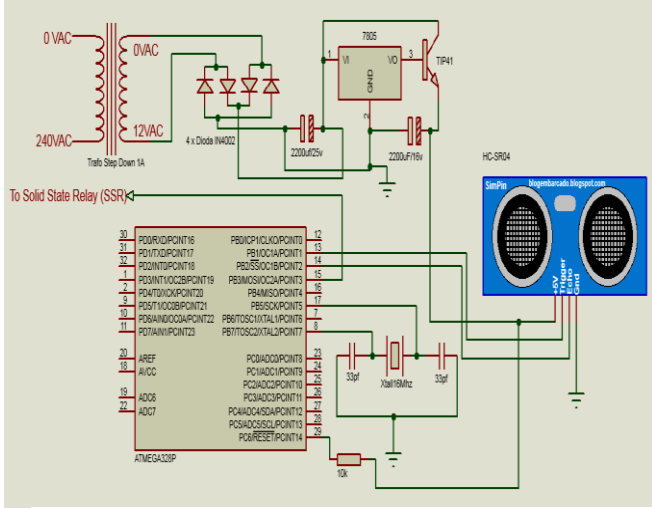 0 VAC
0VAC
240VAC
12VAC
Trafo Step Down 1A
4 x Dioda IN4002
2200uf/25v
7805
1
VI
VO
3
GND
2
TIP41
2200uF/16v
HC-SR04
SimPin
blogembarcado.blogspot.com
+5V
Trigger
Echo
Gnd
To Solid State Relay (SSR)
30 PD0/RXD/PCINT16
31 PD1/TXD/PCINT17
32 PD2/INT0/PCINT18
1 PD3/INT1/OC2B/PCINT19
2 PD4/T0/XCK/PCINT20
9 PD5/T1/OC0B/PCINT21
10 PD6/AIN0/OC0A/PCINT22
11 PD7/AIN1/PCINT23
20 AREF
18 AVCC
19 ADC6
22 ADC7
PB0/ICP1/CLKO/PCINT0 12
PB1/OC1A/PCINT1 13
PB2/SS/OC1B/PCINT2 14
PB3/MOSI/OC2A/PCINT3 15
PB4/MISO/PCINT4 16
PB5/SCK/PCINT5 17
PB6/TOSC1/XTAL1/PCINT6 7
PB7/TOSC2/XTAL2/PCINT7 8
PC0/ADC0/PCINT8 23
PC1/ADC1/PCINT9 24
PC2/ADC2/PCINT10 25
PC3/ADC3/PCINT11 26
PC4/ADC4/SDA/PCINT12 27
PC5/ADC5/SCL/PCINT13 28
PC6/RESET/PCINT14 29
ATMEGA328P
33pf
Xtall16Mhz
33pf
10k